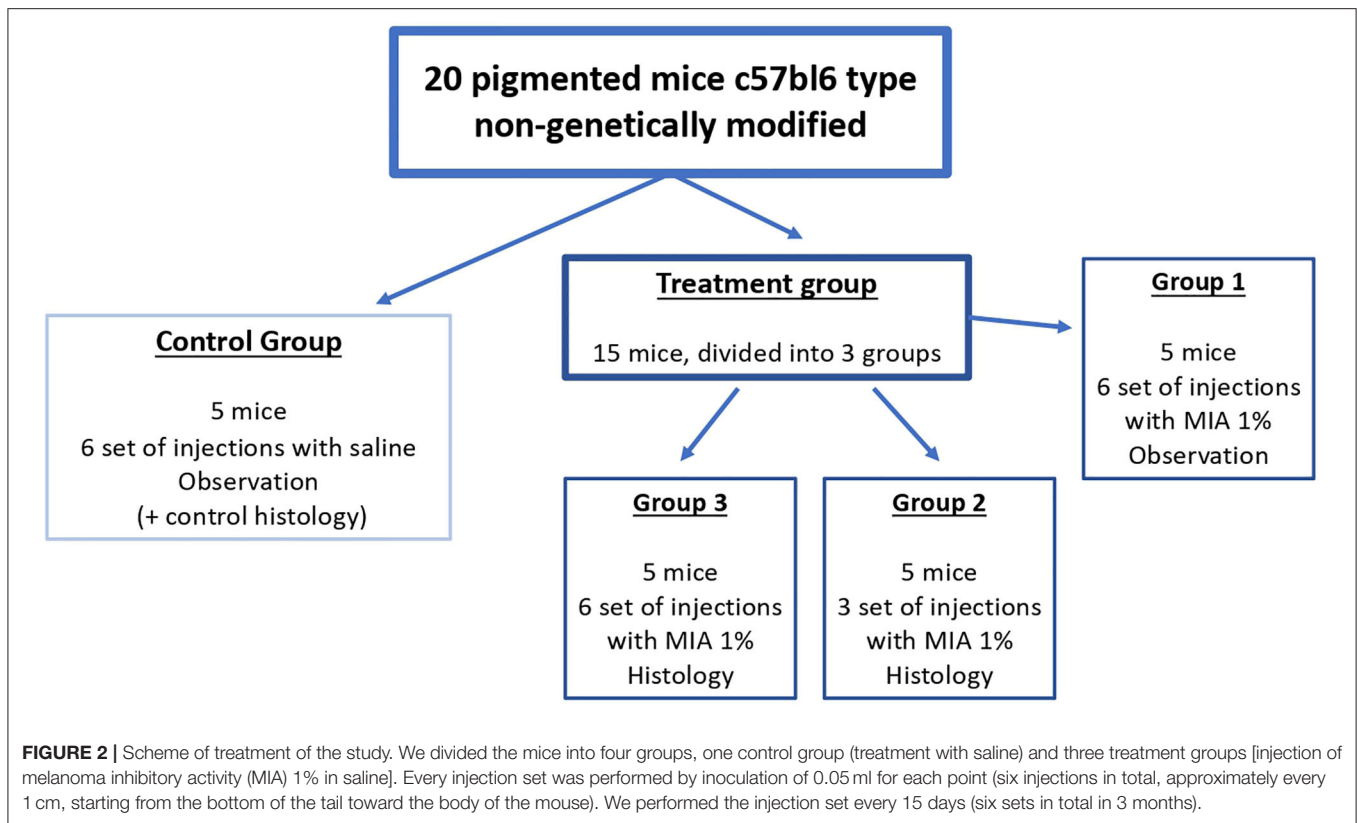 20 pigmented mice c57bl6 type
non-genetically modified
Control Group
5 mice
6 set of injections with saline
Observation
(+ control histology)
Treatment group
15 mice, divided into 3 groups
Group 1
5 mice
6 set of injections
with MIA 1%
Observation
Group 3
5 mice
6 set of injections
with MIA 1%
Histology
Group 2
5 mice
3 set of injections
with MIA 1%
Histology
FIGURE 2 | Scheme of treatment of the study. We divided the mice into four groups, one control group (treatment with saline) and three treatment groups [injection of
melanoma inhibitory activity (MIA) 1% in saline]. Every injection set was performed by inoculation of 0.05 ml for each point (six injections in total, approximately every
1 cm, starting from the bottom of the tail toward the body of the mouse). We performed the injection set every 15 days (six sets in total in 3 months).